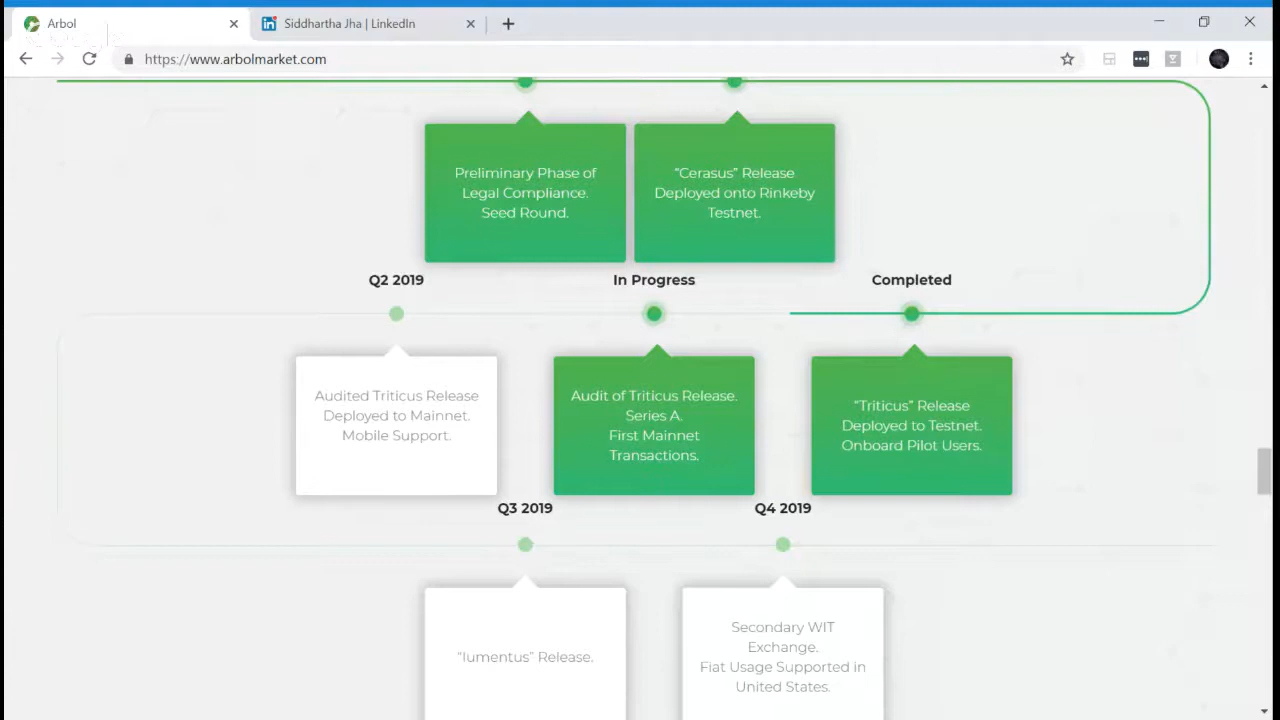 Arbol
Siddhartha Jha | LinkedIn
https://www.arbolmarket.com
Preliminary Phase of
Legal Compliance.
Seed Round.
“Cerasus” Release
Deployed onto Rinkeby
Testnet.
Q2 2019
In Progress
Completed
Audited Triticus Release
Deployed to Mainnet.
Mobile Support.
Audit of Triticus Release.
Series A.
First Mainnet
Transactions.
“Triticus” Release
Deployed to Testnet.
Onboard Pilot Users.
Q3 2019
Q4 2019
“Iumentus” Release.
Secondary WIT
Exchange.
Fiat Usage Supported in
United States.